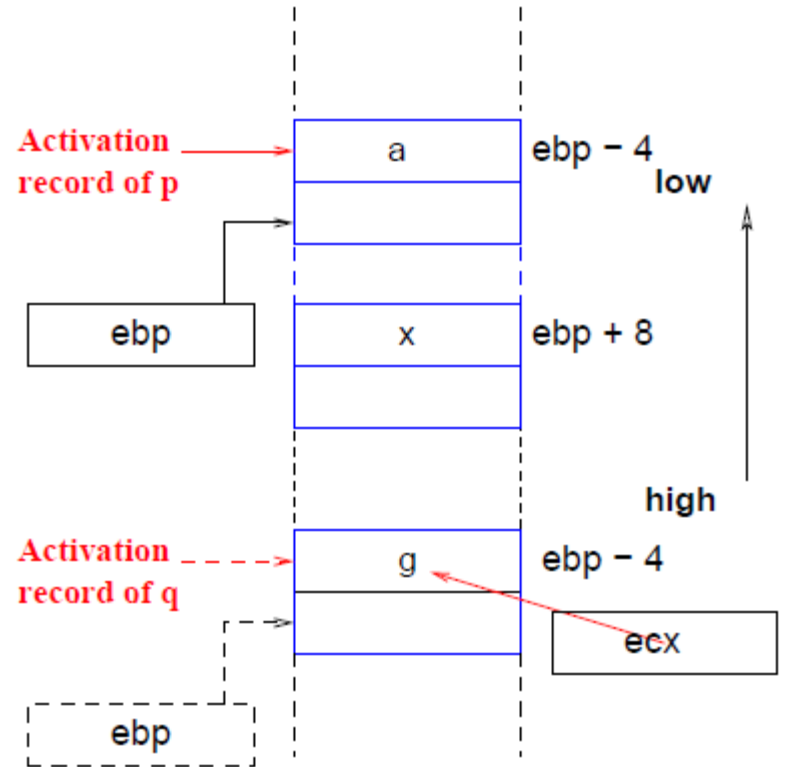 Activation
record of p
a
ebp − 4
low
ebp
x
ebp + 8
high
Activation
record of q
g
ebp − 4
ecx
ebp